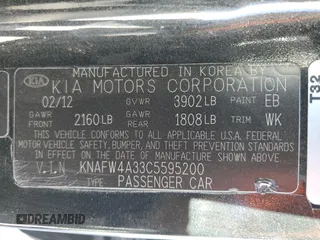 MANUFACTURED IN KOREA BY
KIA KIA MOTORS CORPORATION
02/12 GVWR 3902LB PAINT EB
GAWR FRONT 2160LB GAWR REAR 1808LB TRIM WK
THIS VEHICLE CONFORMS TO ALL APPLICABLE U.S.A FEDERAL
MOTOR VEHICLE SAFETY, BUMPER, AND THEFT PREVENTION
STANDARDS IN EFFECT ON THE DATE OF MANUFACTURE
SHOWN ABOVE.
V.I.N KNAFW4A33C5595200
TYPE PASSENGER CAR
T32
DREAMBID